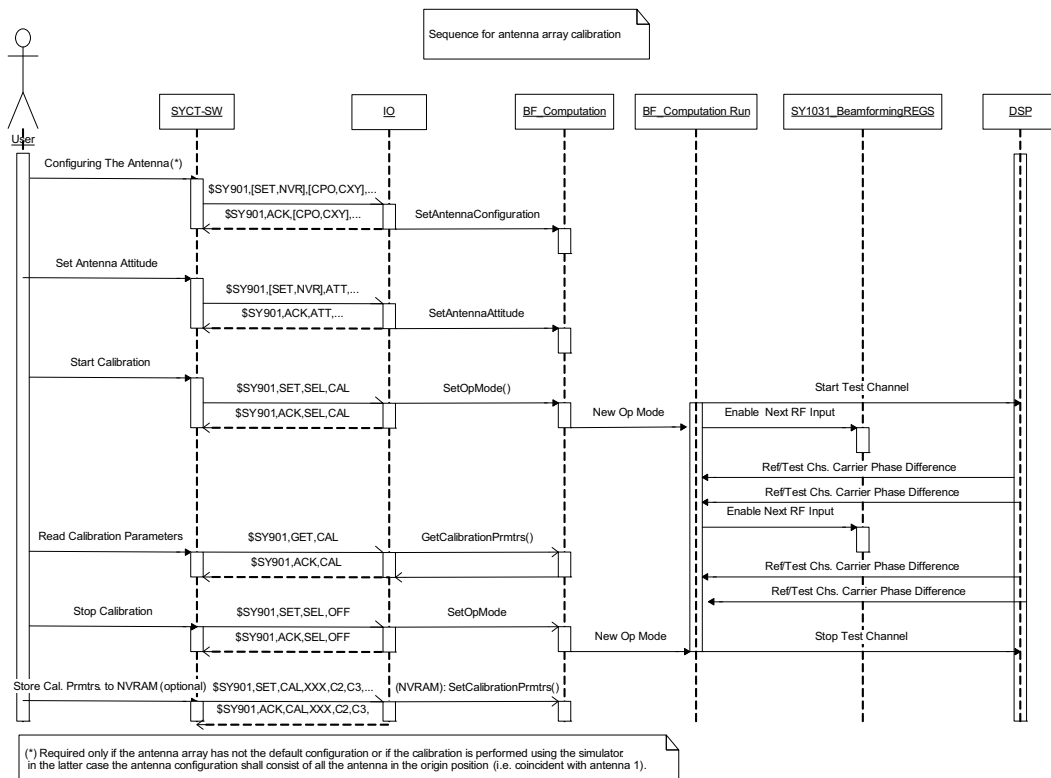 Sequence for antenna array calibration
User
SYCT-SW
IO
BF_Computation
BF_Computation Run
SY1031_BeamformingREGS
DSP
Configuring The Antenna(*)
$SY901,[SET,NVR],[CPO,CXY],...
$SY901,ACK,[CPO,CXY],...
SetAntennaConfiguration
Set Antenna Attitude
$SY901,[SET,NVR],ATT,...
$SY901,ACK,ATT,...
SetAntennaAttitude
Start Calibration
$SY901,SET,SEL,CAL
SetOpMode()
Start Test Channel
$SY901,ACK,SEL,CAL
New Op Mode
Enable Next RF Input
Ref/Test Chs. Carrier Phase Difference
Ref/Test Chs. Carrier Phase Difference
Enable Next RF Input
Read Calibration Parameters
$SY901,GET,CAL
GetCalibrationPrmtrs()
$SY901,ACK,CAL
Ref/Test Chs. Carrier Phase Difference
Ref/Test Chs. Carrier Phase Difference
Stop Calibration
$SY901,SET,SEL,OFF
SetOpMode
$SY901,ACK,SEL,OFF
New Op Mode
Stop Test Channel
Store Cal. Prmtrs. to NVRAM (optional)
$SY901,SET,CAL,XXX,C2,C3,...
(NVRAM): SetCalibrationPrmtrs()
$SY901,ACK,CAL,XXX,C2,C3,
(*) Required only if the antenna array has not the default configuration or if the calibration is performed using the simulator.
in the latter case the antenna configuration shall consist of all the antenna in the origin position (i.e. coincident with antenna 1).